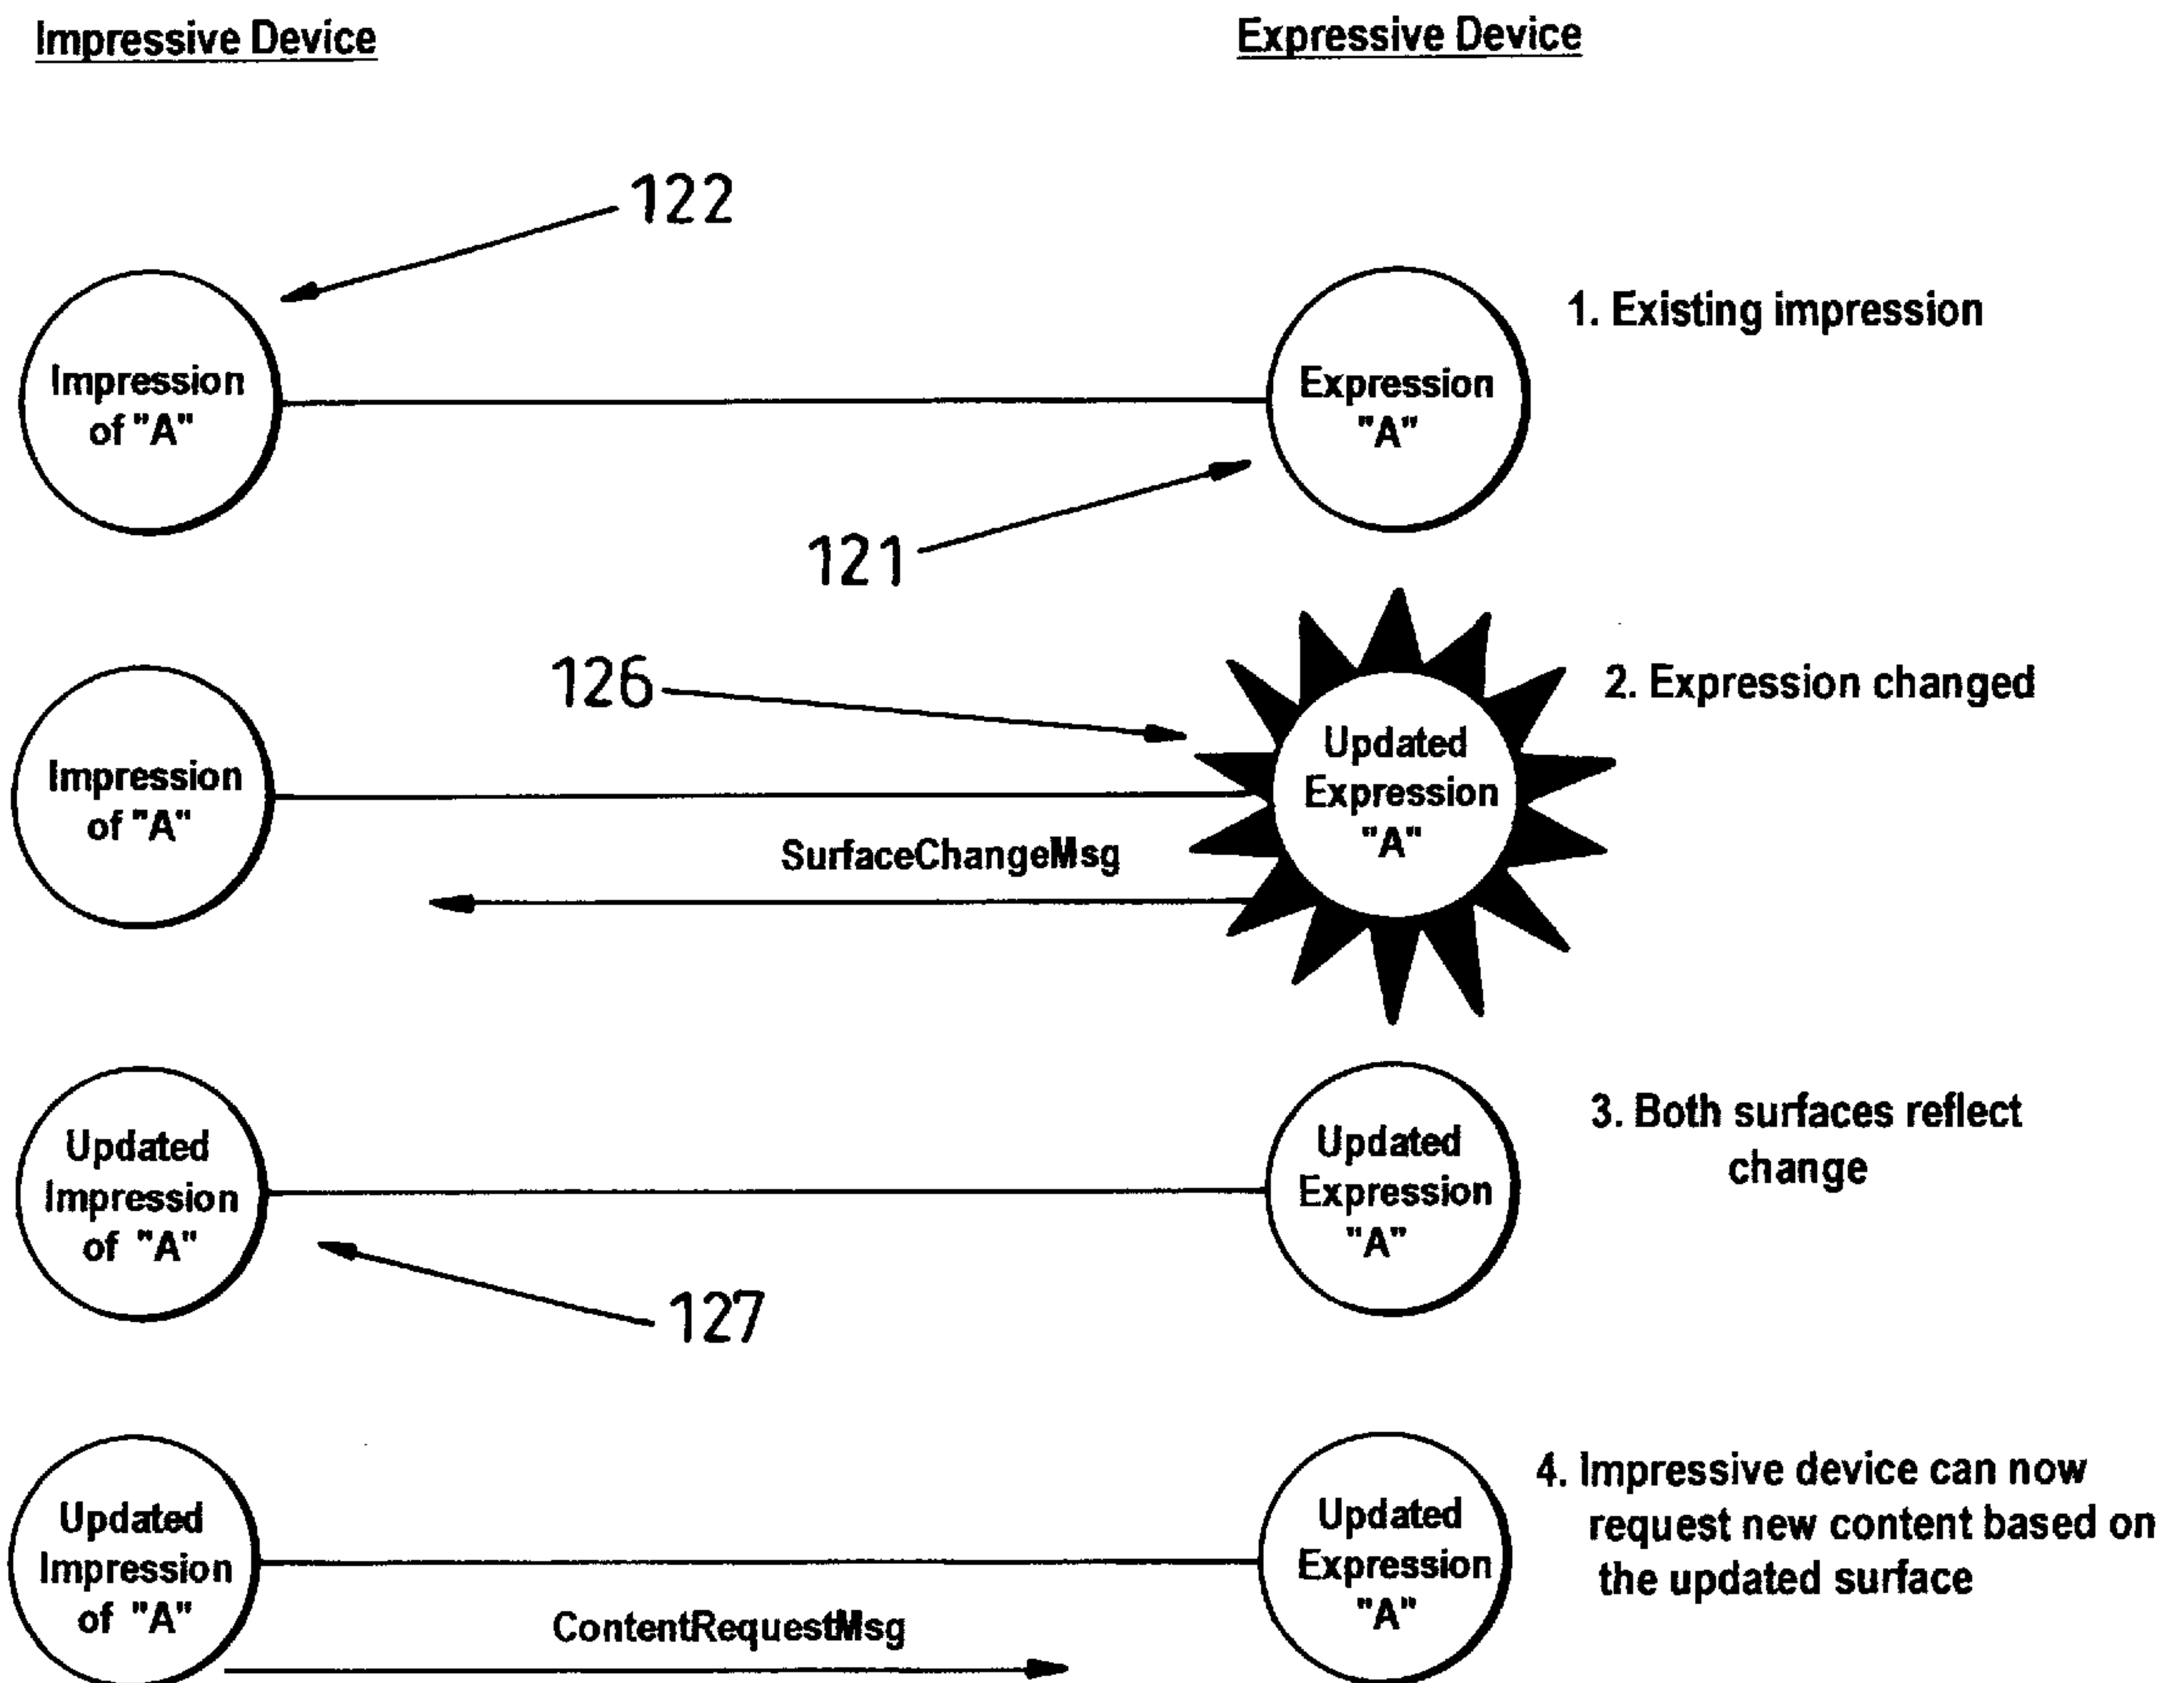 Impressive Device
Expressive Device
122
Impression
of "A"
Expression
"A"
1. Existing impression
121
126
Impression
of "A"
Updated
Expression
"A"
2. Expression changed
SurfaceChangeMsg
Updated
Impression
of "A"
Updated
Expression
"A"
3. Both surfaces reflect
change
127
Updated
Impression
of "A"
Updated
Expression
"A"
4. Impressive device can now
request new content based on
the updated surface
ContentRequestMsg